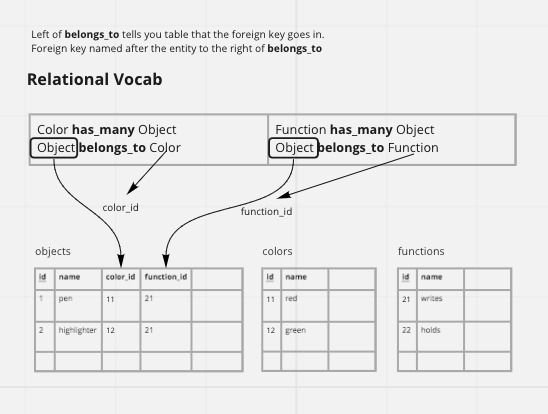 Left of belongs_to tells you table that the foreign key goes in.
Foreign key named after the entity to the right of belongs_to
Relational Vocab
Color has_many Object
Object belongs_to Color
Function has_many Object
Object belongs_to Function
color_id
function_id
objects
id name color_id function_id
1 pen 11 21
2 highlighter 12 21
colors
id name
11 red
12 green
functions
id name
21 writes
22 holds